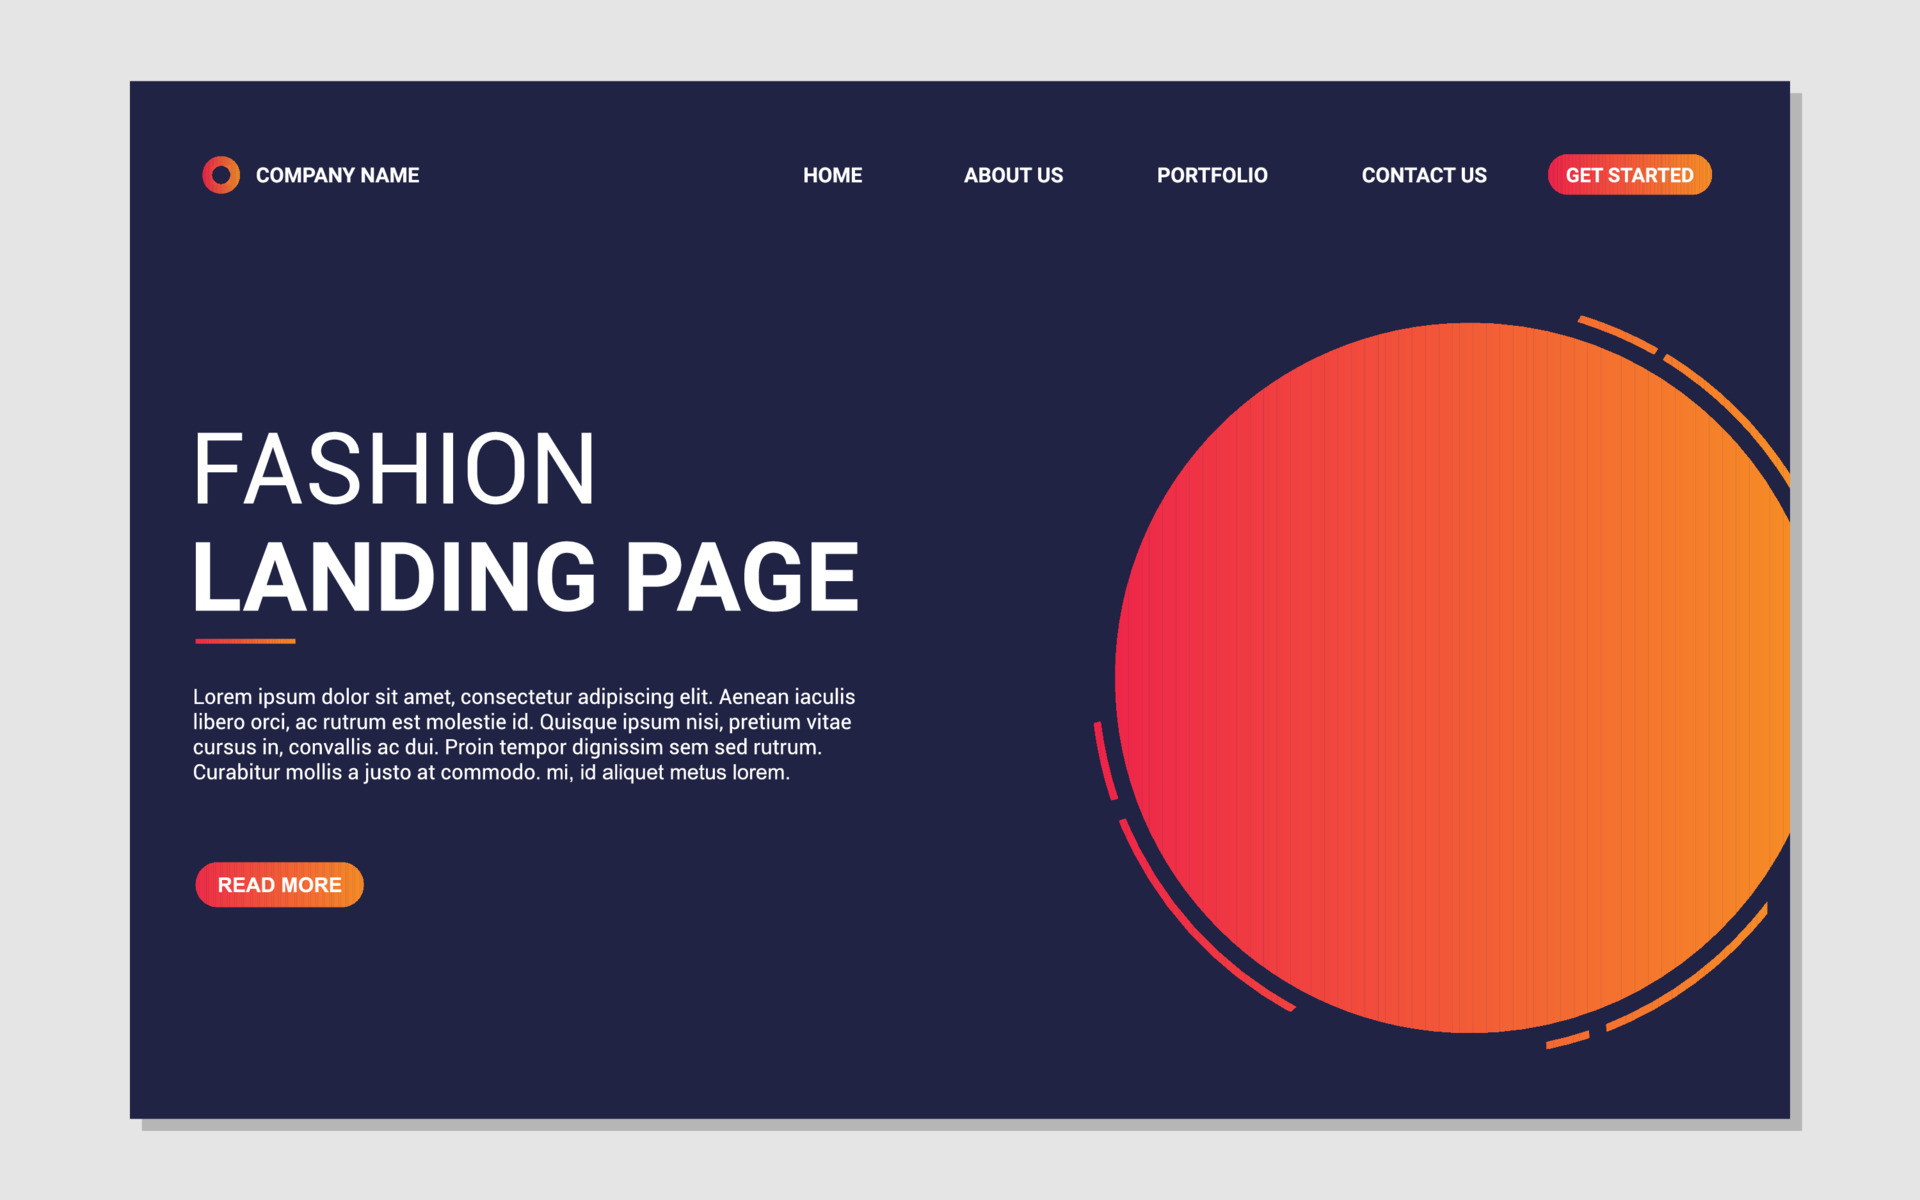 COMPANY NAME
HOME
ABOUT US
PORTFOLIO
CONTACT US
GET STARTED
FASHION
LANDING PAGE
Lorem ipsum dolor sit amet, consectetur adipiscing elit. Aenean iaculis
libero orci, ac rutrum est molestie id. Quisque ipsum nisi, pretium vitae
cursus in, convallis ac dui. Proin tempor dignissim sem sed rutrum.
Curabitur mollis a justo at commodo. mi, id aliquet metus lorem.
READ MORE